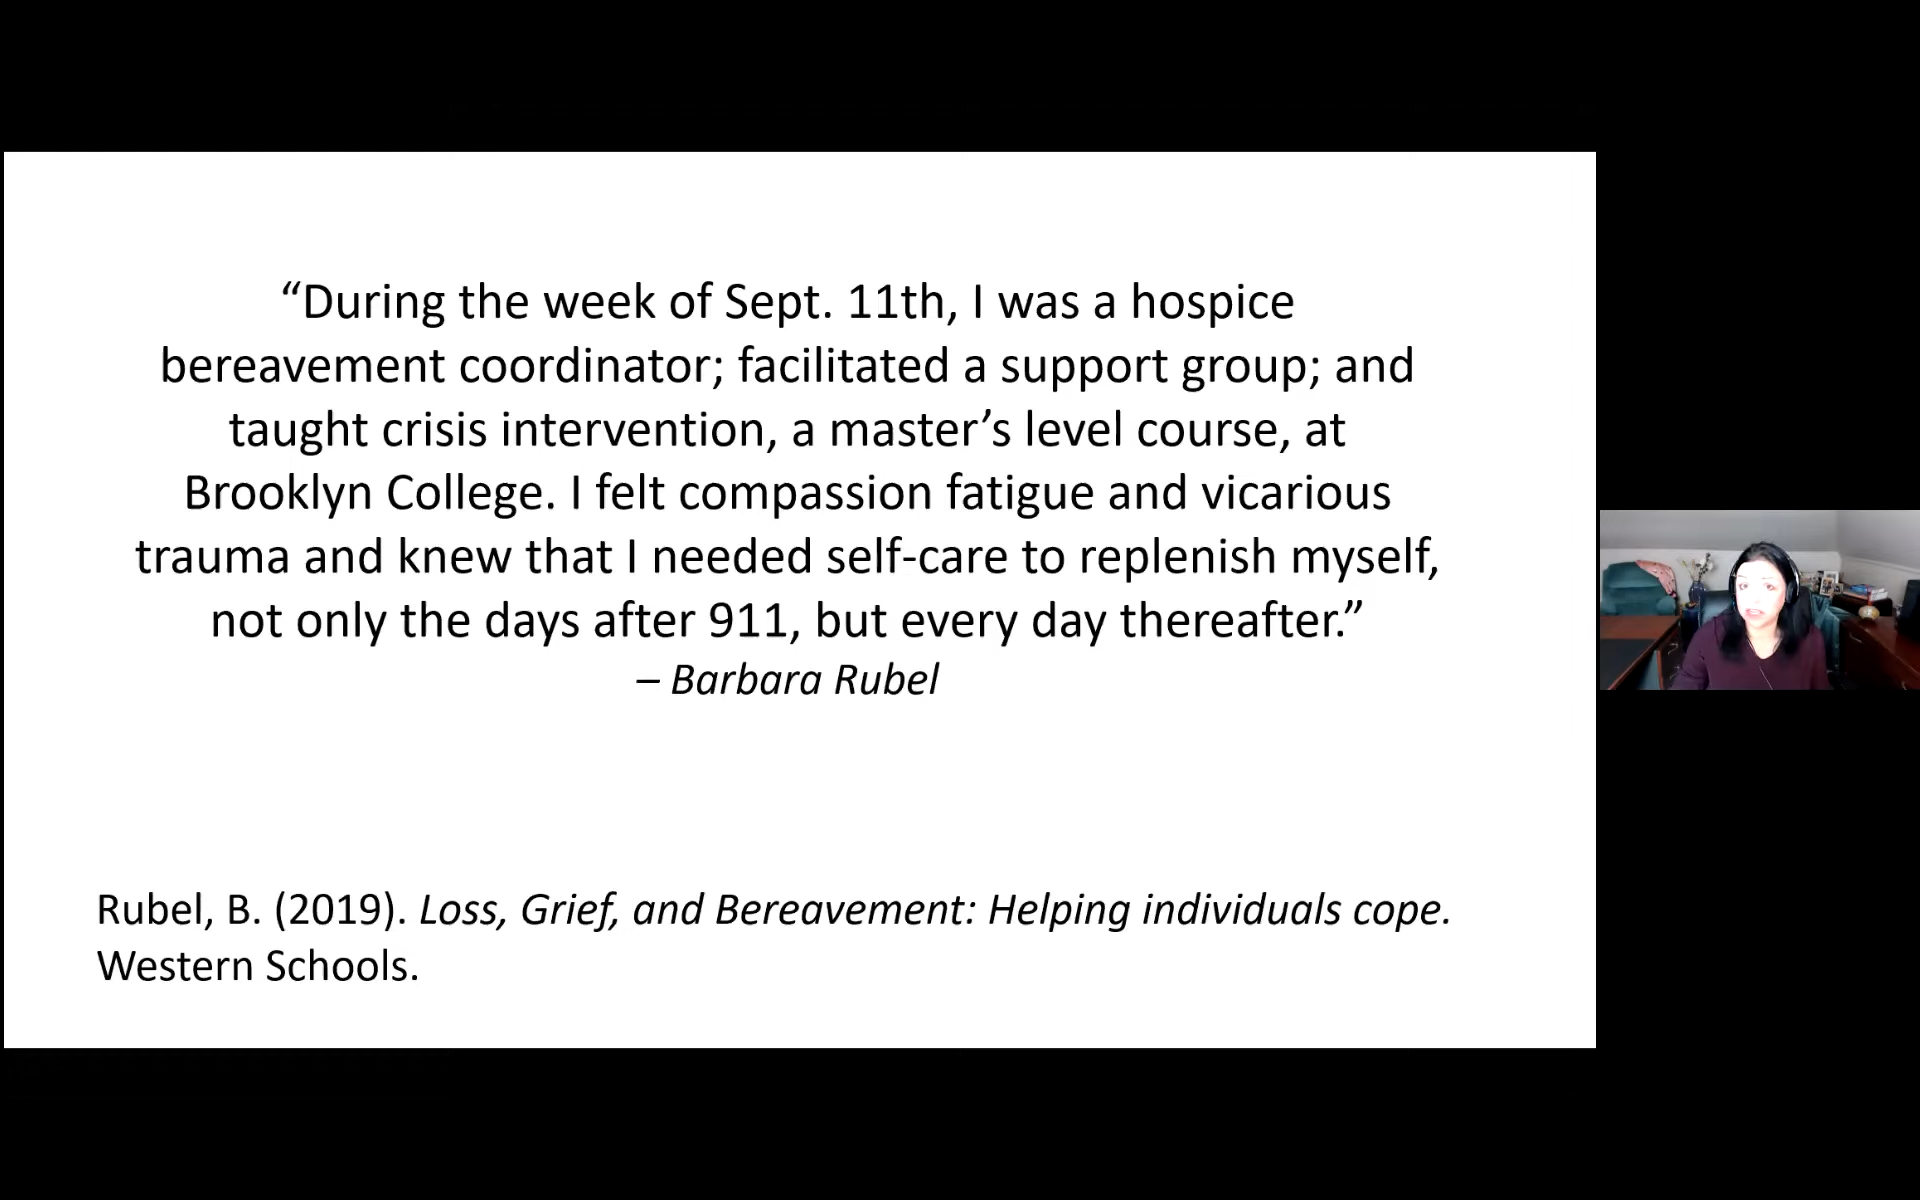 “During the week of Sept. 11th, I was a hospice
bereavement coordinator; facilitated a support group; and
taught crisis intervention, a master’s level course, at
Brooklyn College. I felt compassion fatigue and vicarious
trauma and knew that I needed self-care to replenish myself,
not only the days after 911, but every day thereafter.”
– Barbara Rubel
Rubel, B. (2019). Loss, Grief, and Bereavement: Helping individuals cope.
Western Schools.